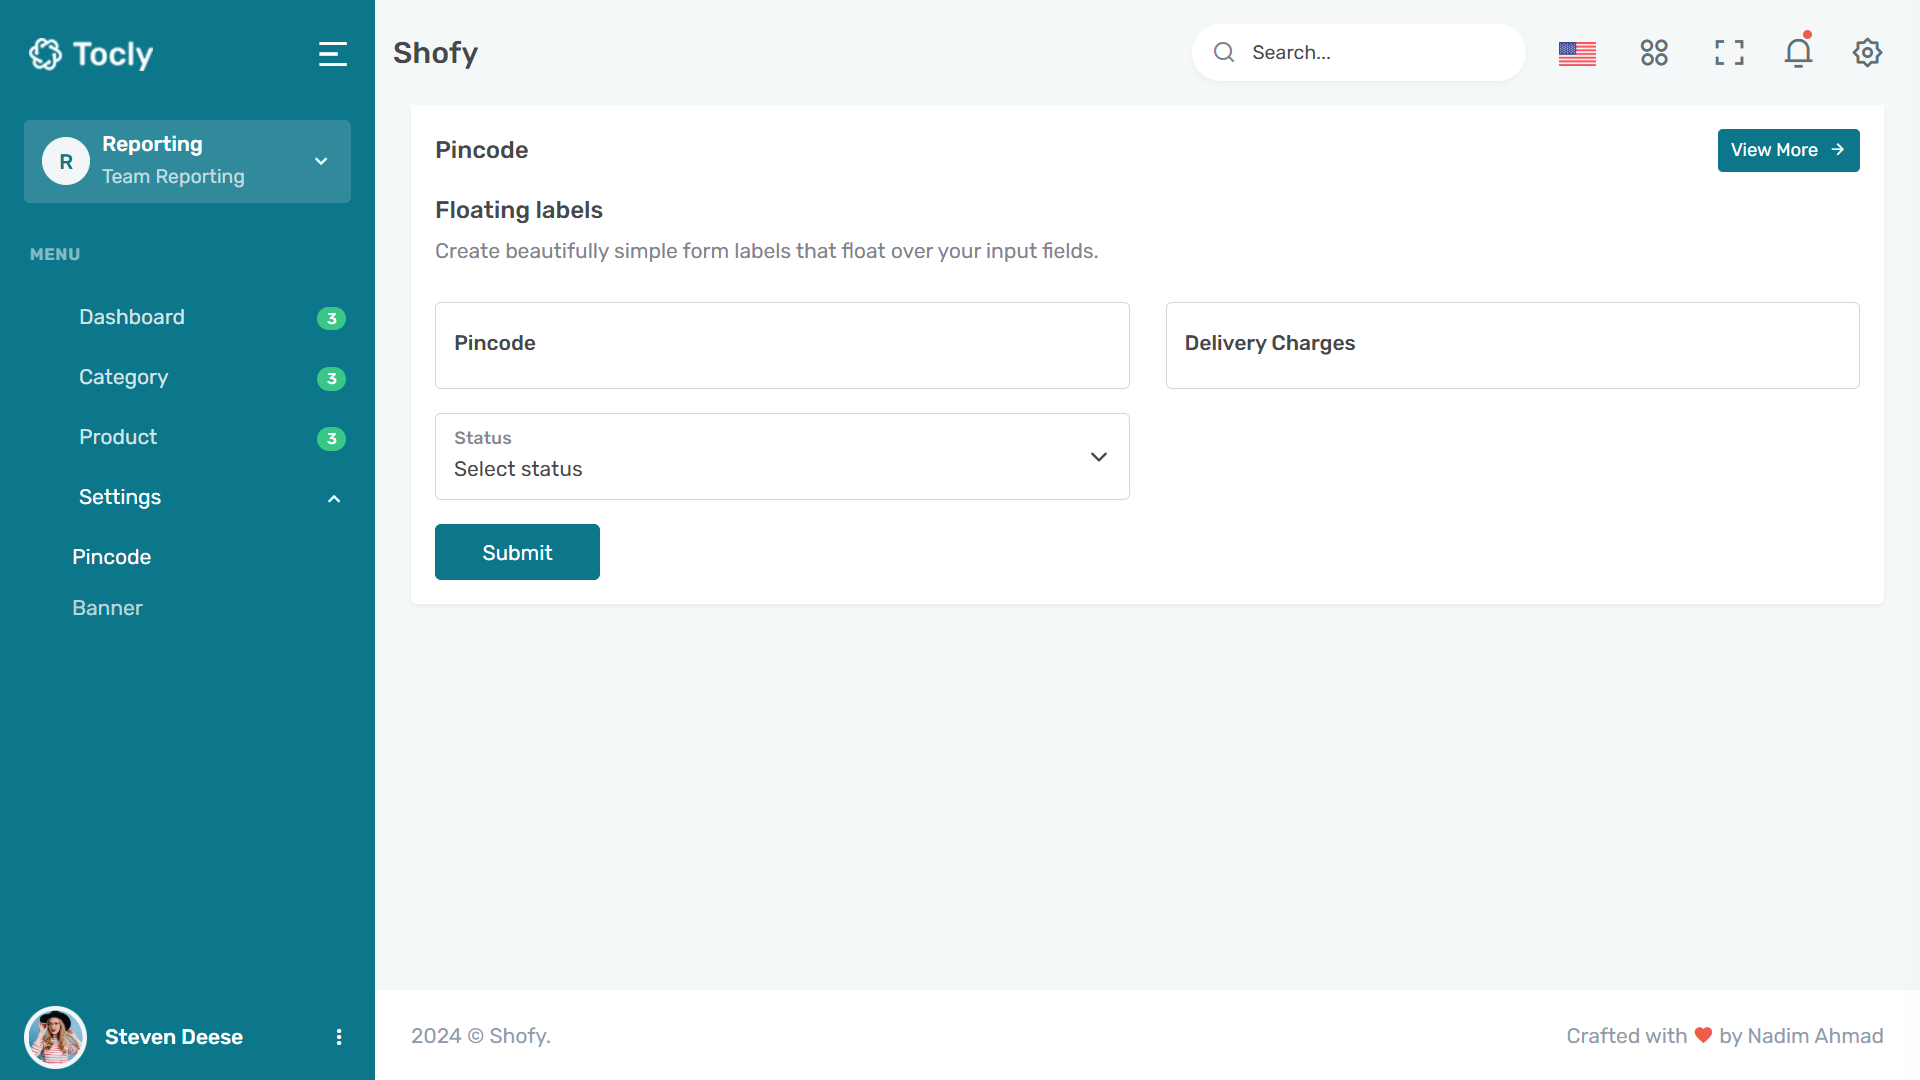 Tocly
Shofy
Search...
R
Reporting
Team Reporting
MENU
Dashboard 3
Category 3
Product 3
Settings
Pincode
Banner
Steven Deese
Pincode
View More
Floating labels
Create beautifully simple form labels that float over your input fields.
Pincode
Delivery Charges
Status
Select status
Submit
2024 © Shofy.
Crafted with ❤ by Nadim Ahmad